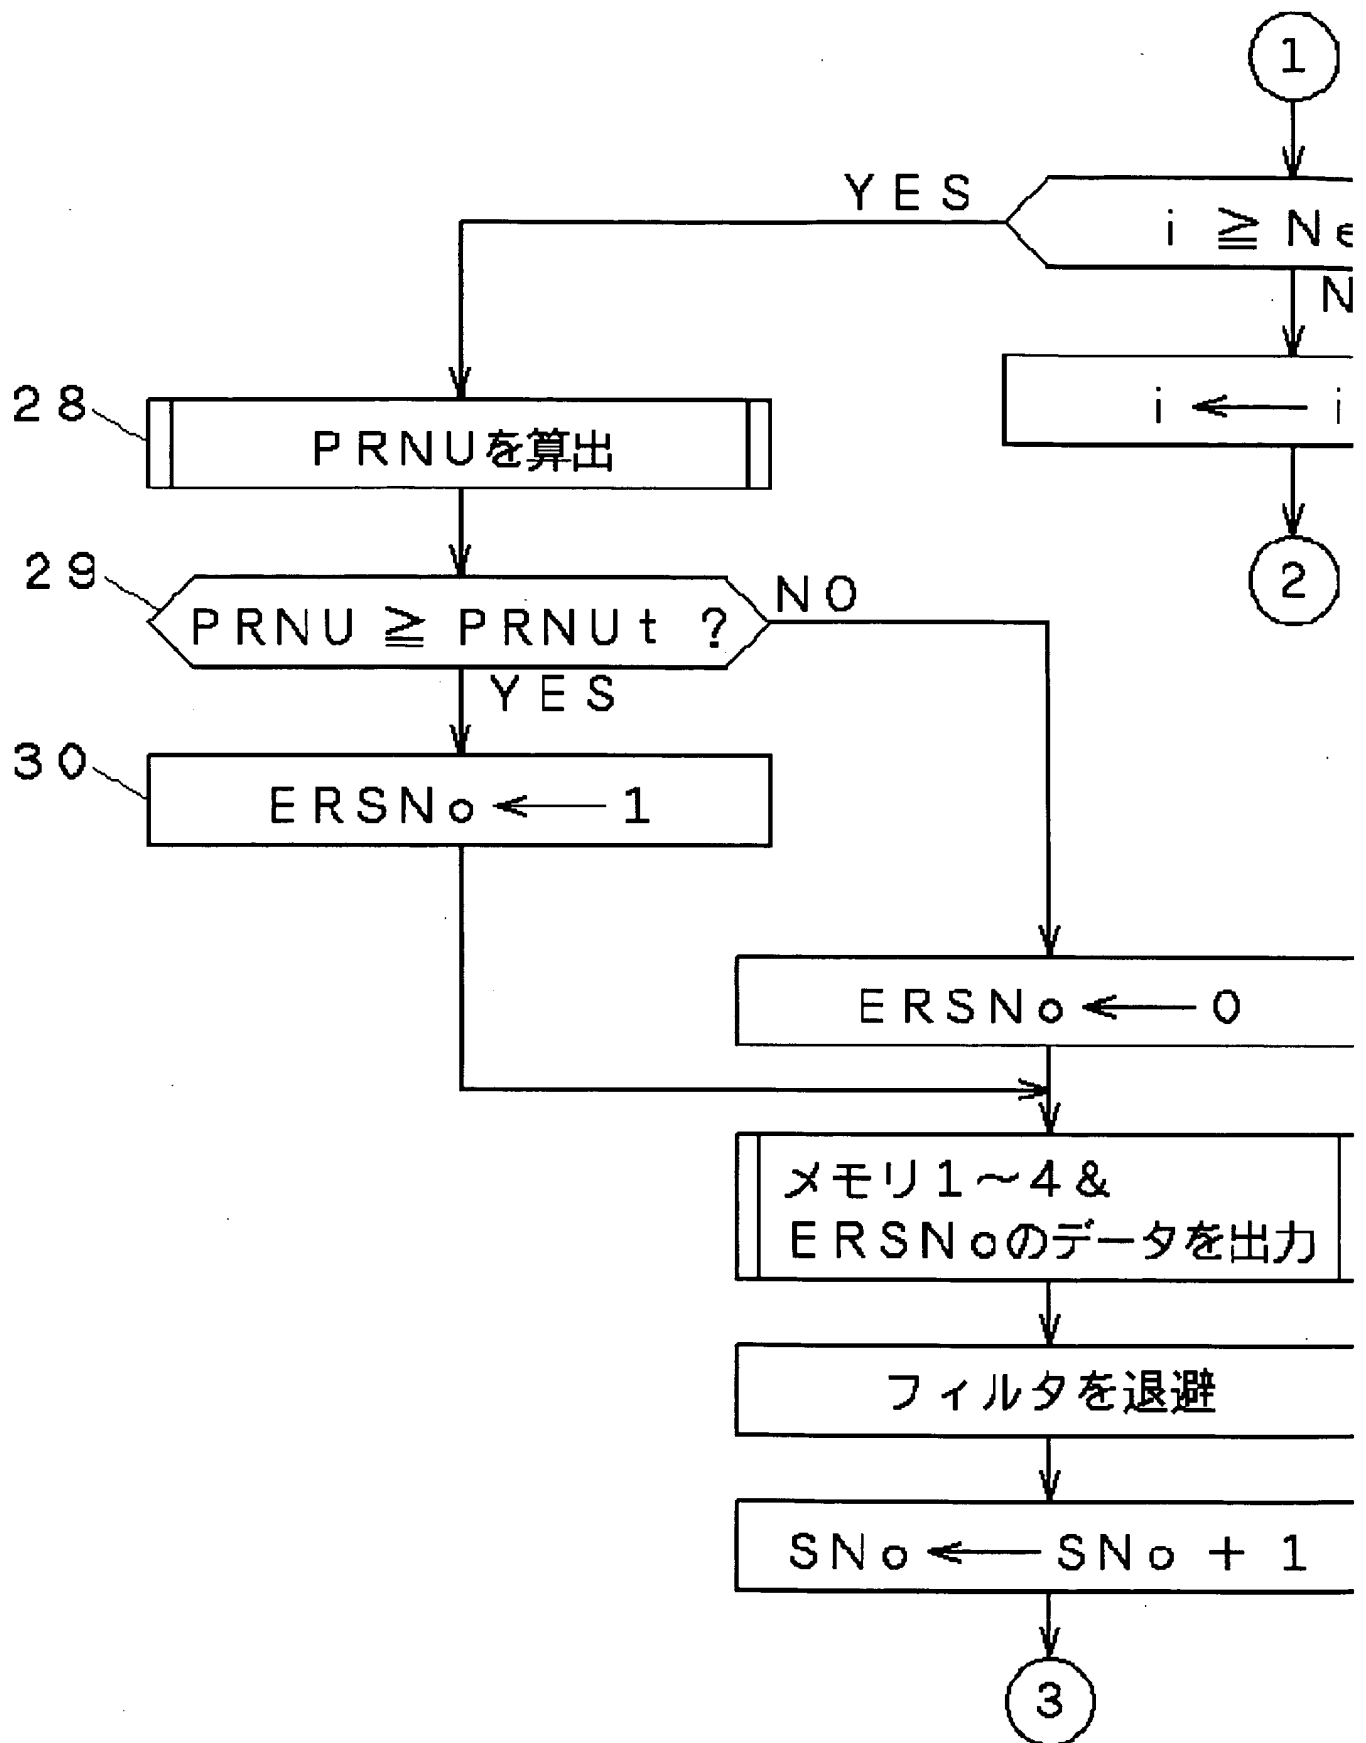 1
YES
i ≧ Ne
N
i ← i
2
28
PRNUを算出
29
PRNU ≧ PRNUt ?
NO
YES
30
ERSNo ← 1
ERSNo ← 0
メモリ1～4&
ERSNoのデータを出力
フィルタを退避
SNo ← SNo + 1
3